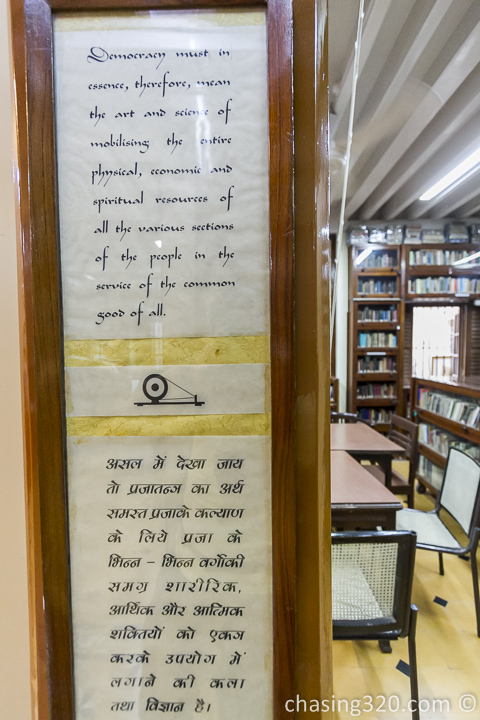 Democracy must in
essence, therefore, mean
the art and science of
mobilising the entire
physical, economic and
spiritual resources of
all the various sections
of the people in the
service of the common
good of all.
असल में देखा जाय
तो प्रजातन्त्र का अर्थ
समस्त प्रजाके कल्याण
के लिये प्रजा के
भिन्न - भिन्न वर्गोकी
समग्र शारीरिक,
आर्थिक और आत्मिक
शक्तियों को एकत्र
करके उपयोग में
लगाने की कला
तथा विज्ञान है।
chasing320.com ©